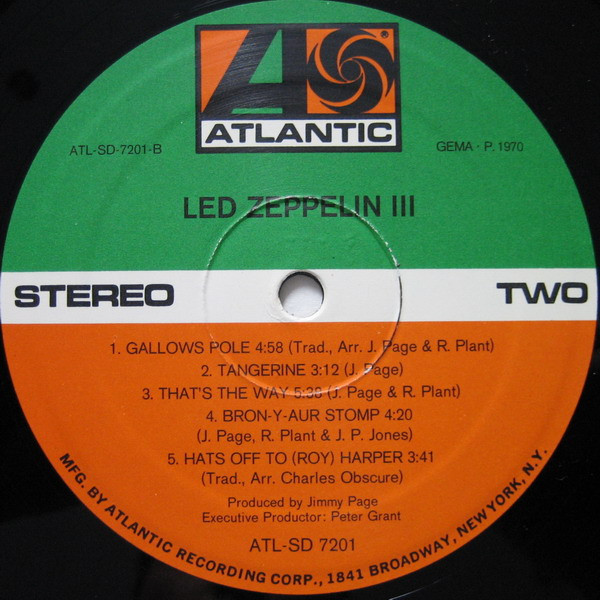 A
®
ATLANTIC
ATL-SD-7201-B
GEMA · P. 1970
LED ZEPPELIN III
STEREO
TWO
1. GALLOWS POLE 4:58 (Trad., Arr. J. Page & R. Plant)
2. TANGERINE 3:12 (J. Page)
3. THAT'S THE WAY 5:38 (J. Page & R. Plant)
4. BRON-Y-AUR STOMP 4:20
(J. Page, R. Plant & J. P. Jones)
5. HATS OFF TO (ROY) HARPER 3:41
(Trad., Arr. Charles Obscure)
Produced by Jimmy Page
Executive Productor: Peter Grant
ATL-SD 7201
MFG. BY ATLANTIC RECORDING CORP., 1841 BROADWAY, NEW YORK, N.Y.